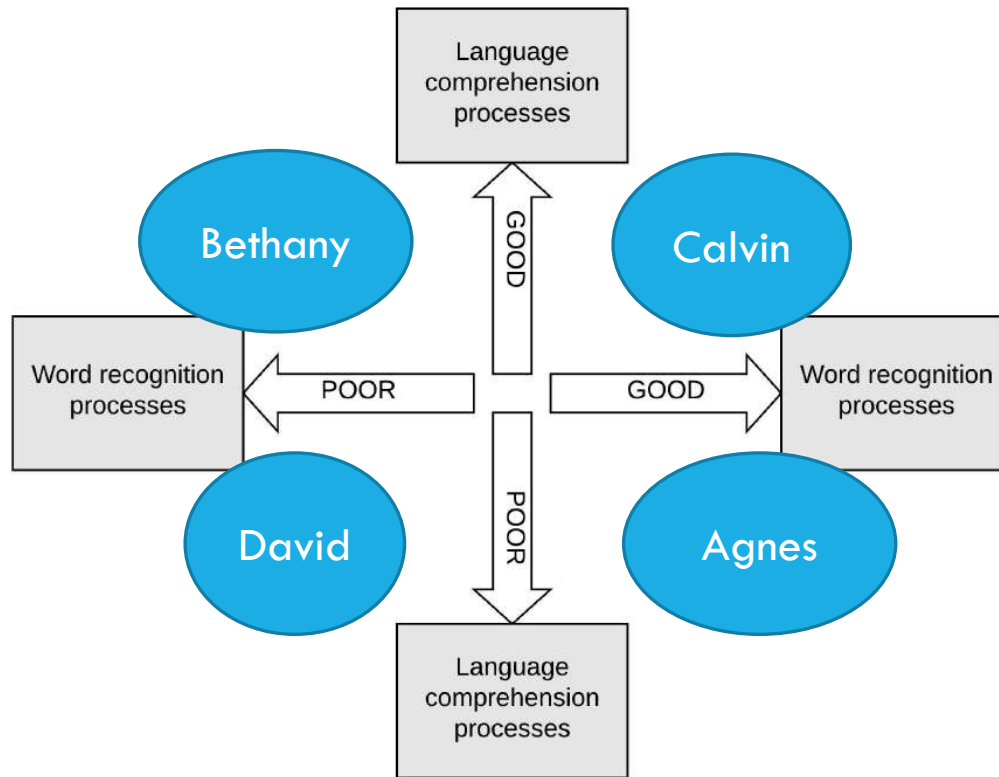 Language
comprehension
processes
Bethany
GOOD
Calvin
Word recognition
processes
POOR
GOOD
Word recognition
processes
David
POOR
Agnes
Language
comprehension
processes